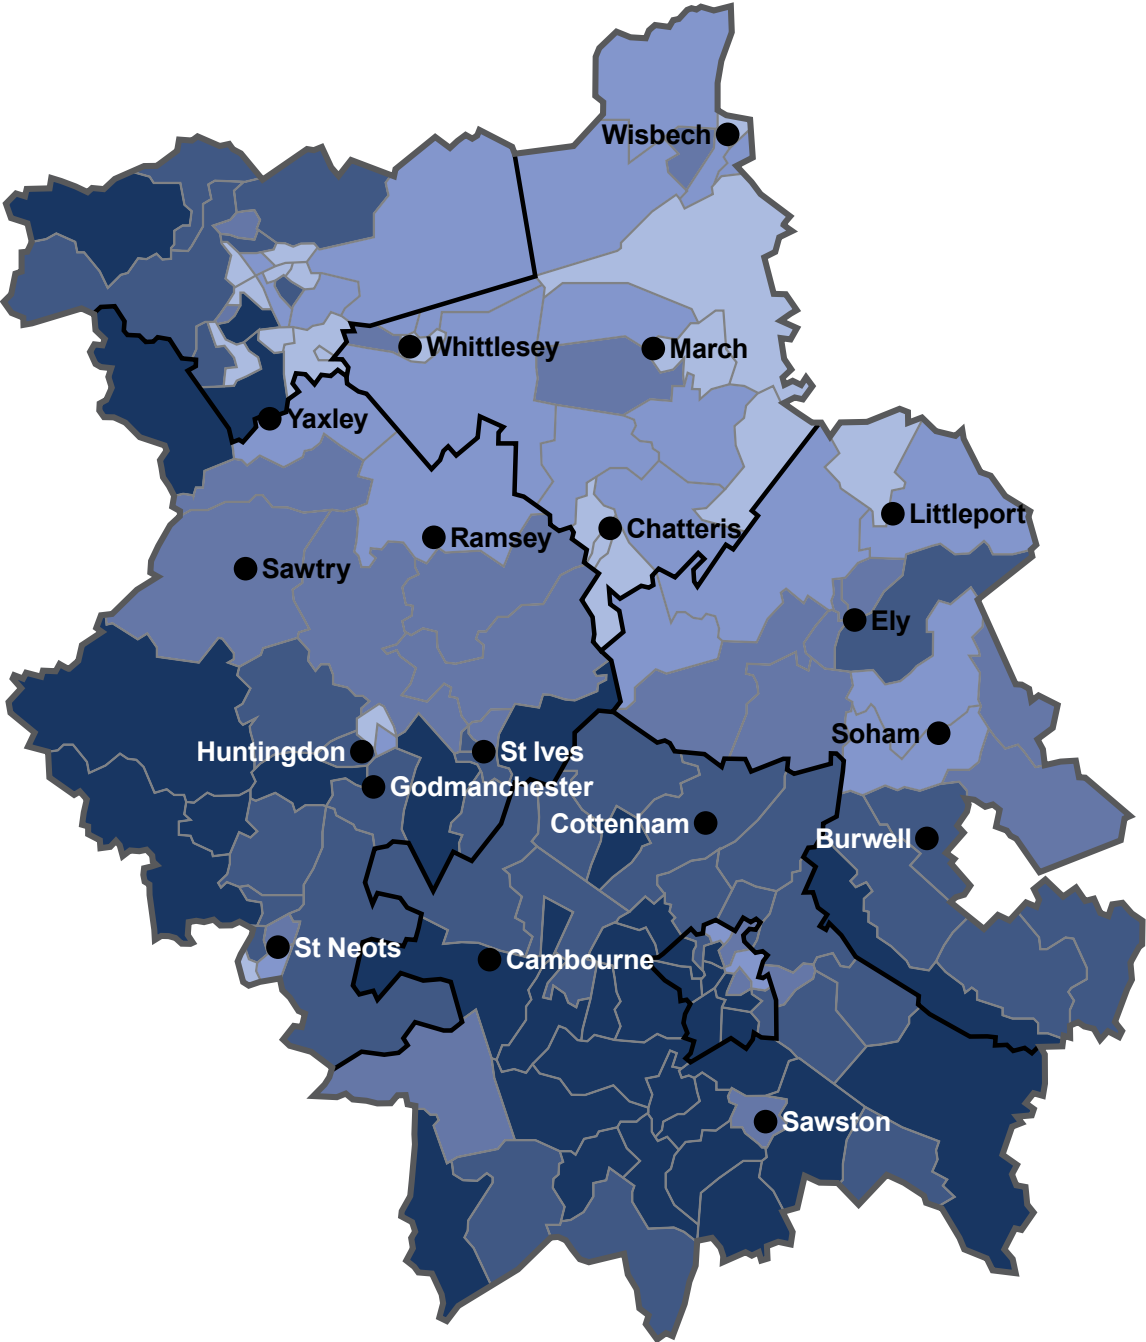 Wisbech
Whittlesey
March
Yaxley
Littleport
Chatteris
Ramsey
Sawtry
Ely
Soham
Huntingdon
St Ives
Godmanchester
Cottenham
Burwell
St Neots
Cambourne
Sawston